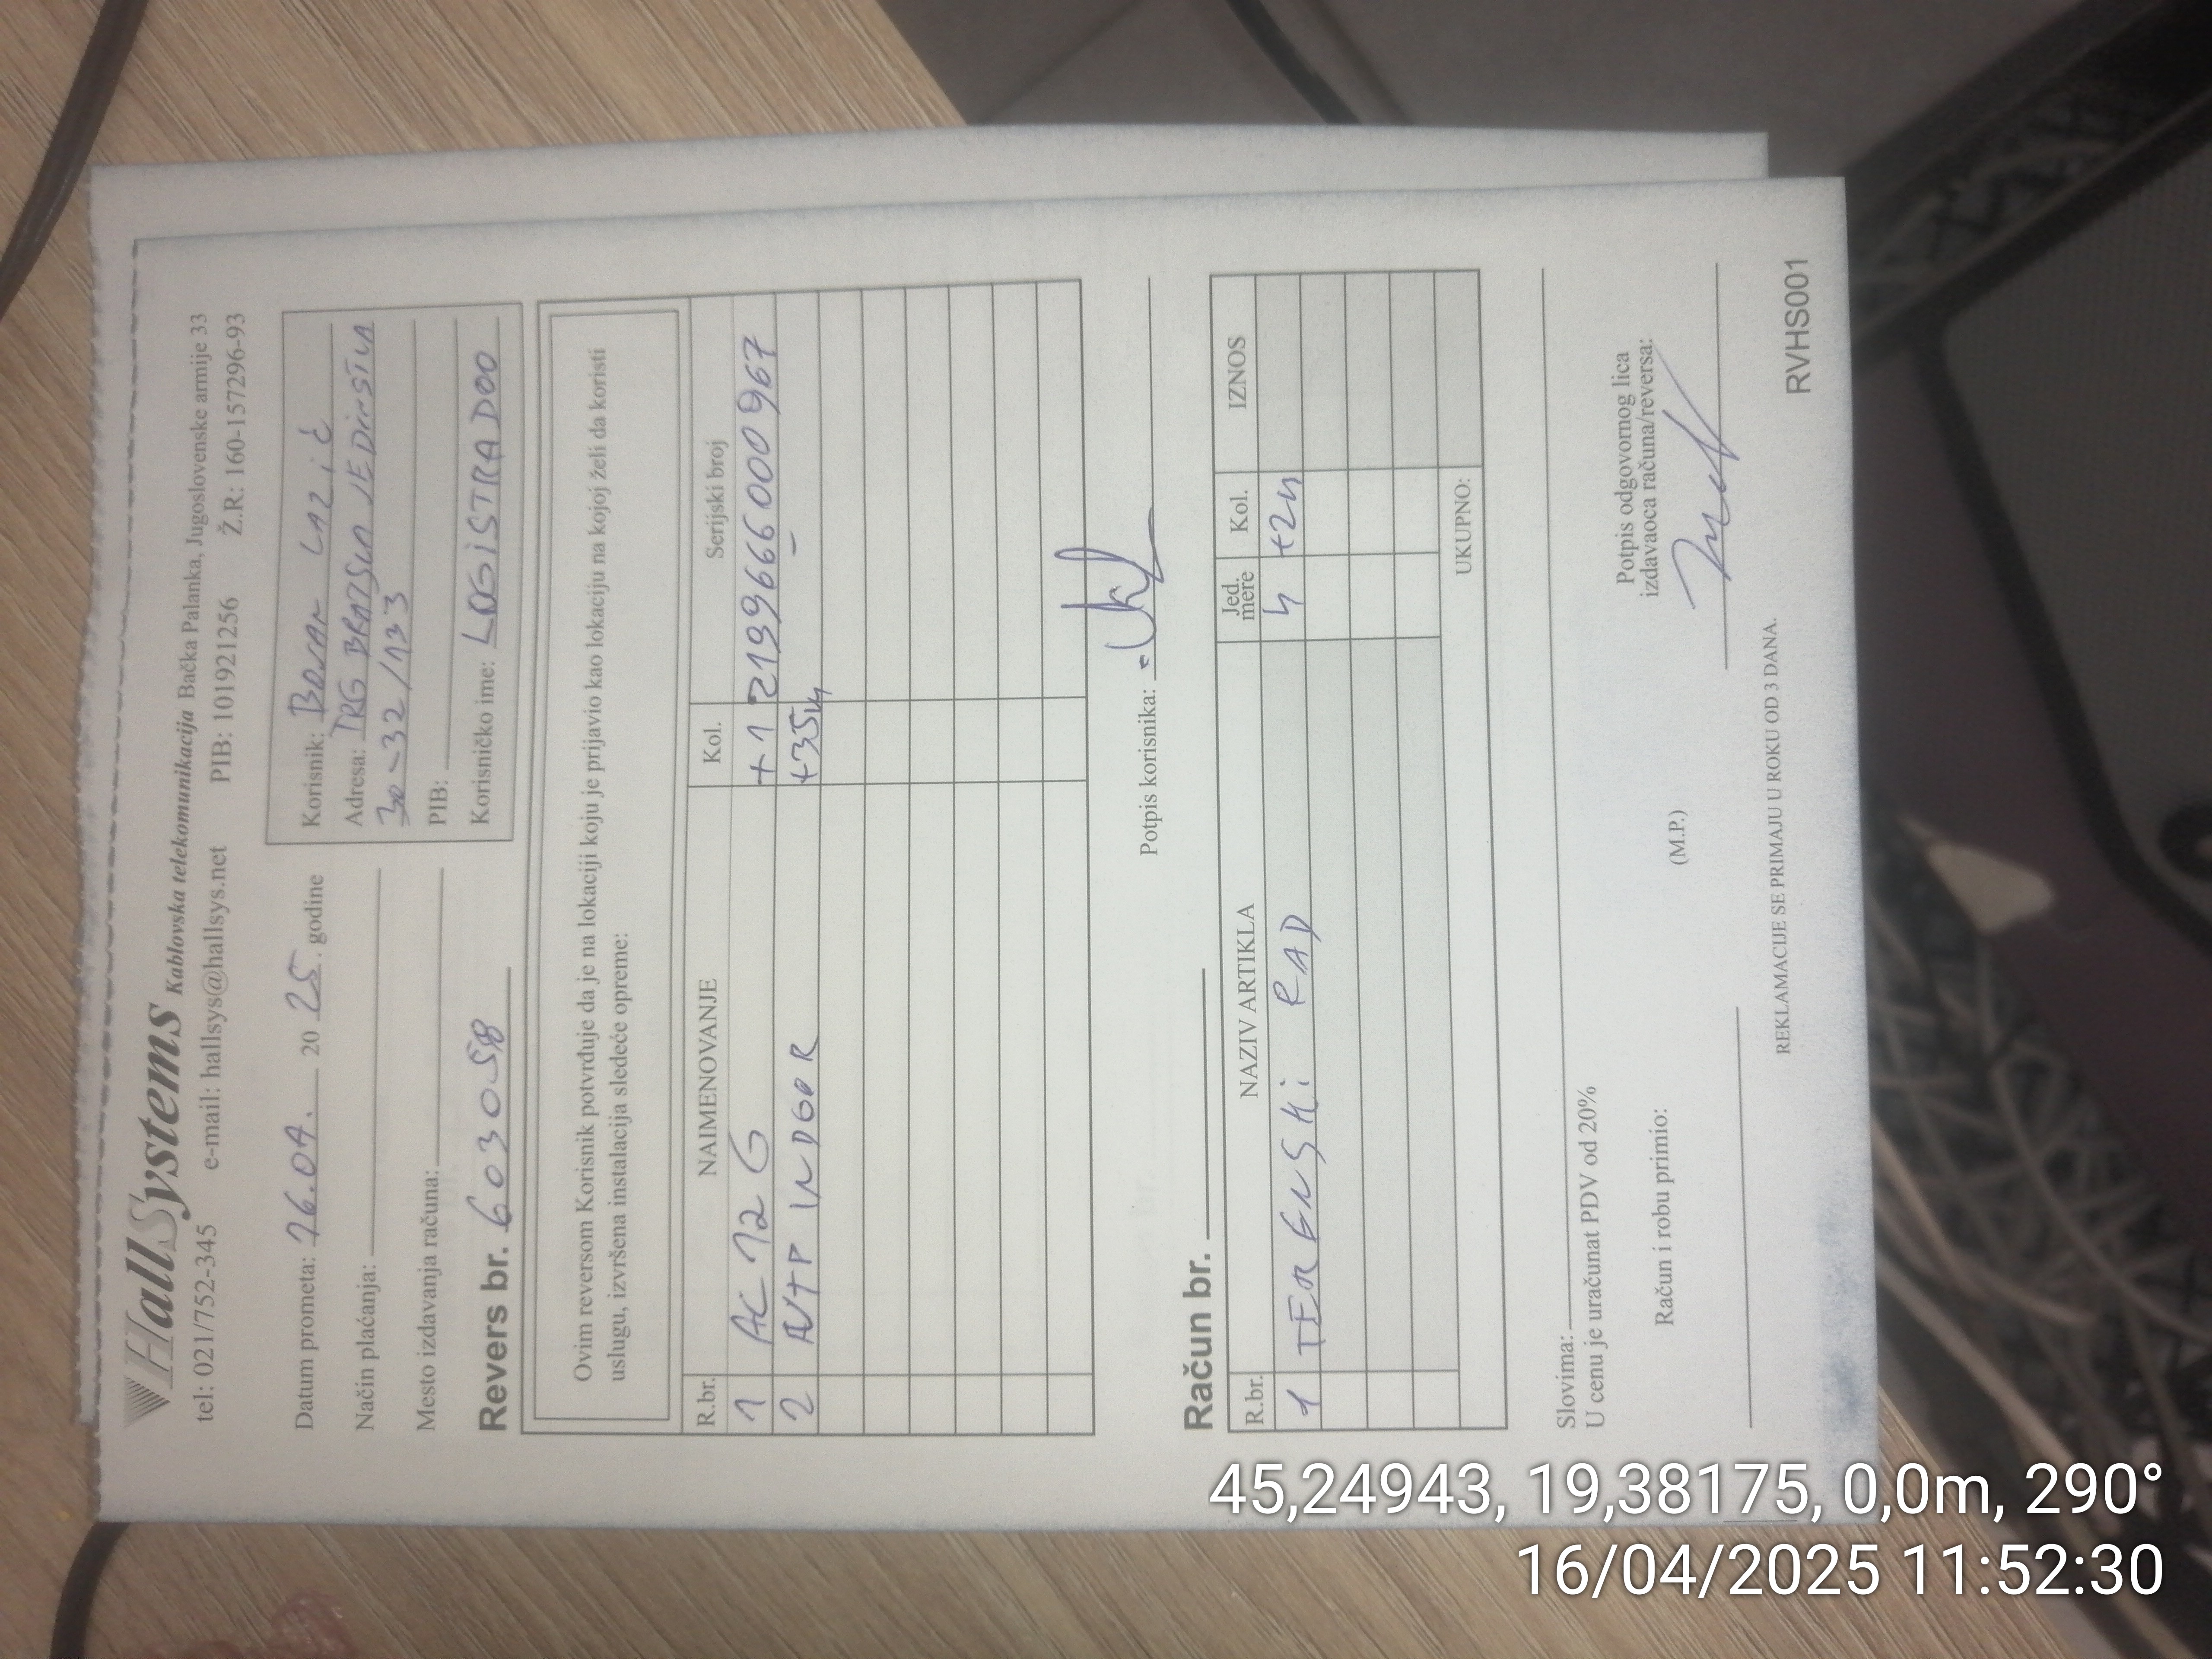 HallSystems Kablovska telekomunikacija Bačka Palanka, Jugoslovenske armije 33
tel: 021/752-345 e-mail: hallsys@hallsys.net PIB: 101921256 Ž.R: 160-157296-93
Datum prometa: 16.04. 20 25. godine
Način plaćanja:
Mesto izdavanja računa:
Revers br. 603058
Korisnik: LAZić
Adresa: TRG
30-32/133
PIB:
Korisničko ime: LOGiSTRADOO
Ovim reversom Korisnik potvrđuje da je na lokaciji koju je prijavio kao lokaciju na kojoj želi da koristi
uslugu, izvršena instalacija sledeće opreme:
R.br. NAIMENOVANJE Kol. Serijski broj
1 AC 12 G +1 2199666000967
2 INDOOR +35m
Potpis korisnika:
Račun br.
R.br. NAZIV ARTIKLA Jed. mere Kol. IZNOS
1 TERENSKi RAD
UKUPNO:
Slovima:
U cenu je uračunat PDV od 20%
Račun i robu primio:
(M.P.)
Potpis odgovornog lica
izdavaoca računa/reversa:
REKLAMACIJE SE PRIMAJU U ROKU OD 3 DANA.
RVHS001
45,24943, 19,38175, 0,0m, 290°
16/04/2025 11:52:30